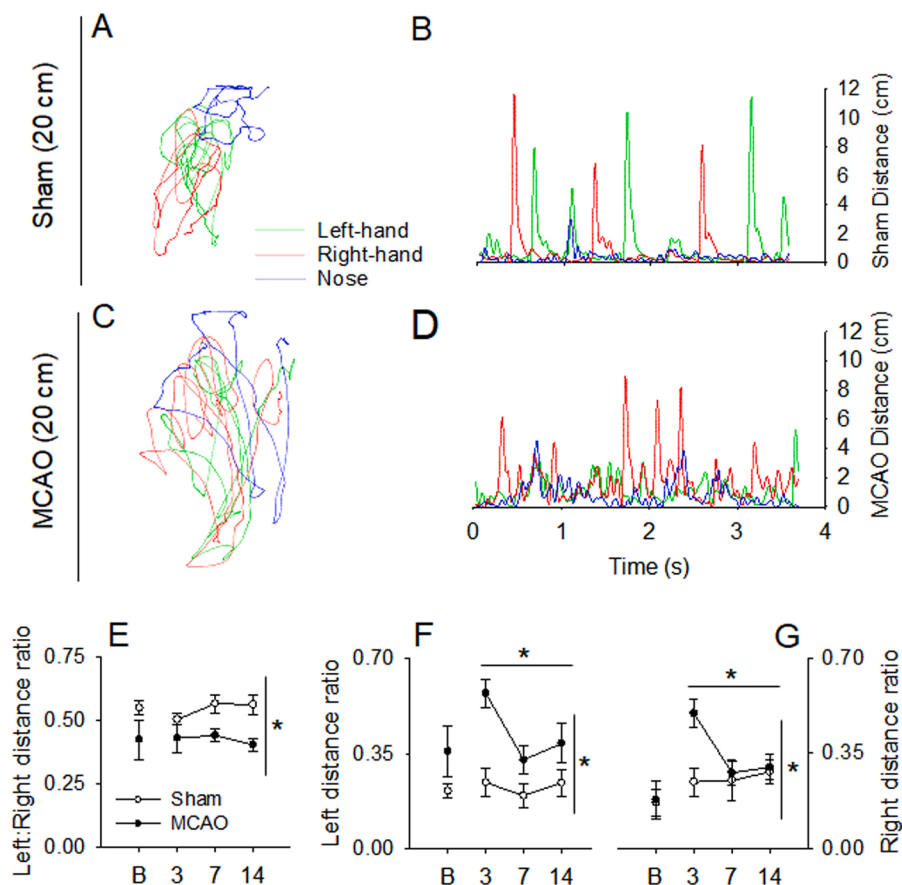 A
B
Sham (20 cm)
12
10
8
6
4
2
0
Sham Distance (cm)
Left-hand
Right-hand
Nose
C
D
MCAO (20 cm)
12
10
8
6
4
2
0
MCAO Distance (cm)
0 1 2 3 4
Time (s)
E
F
G
Left:Right distance ratio
0.75
0.50
0.25
0.00
*
Sham
MCAO
B 3 7 14
Left distance ratio
0.70
0.35
0.00
*
*
B 3 7 14
*
*
B 3 7 14
0.70
0.35
0.00
Right distance ratio